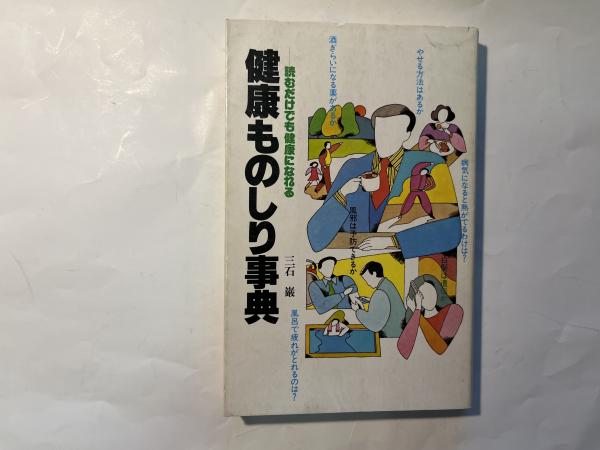 病気になると熱がでるわけは?
やせる方法はあるか
酒ぎらいになる薬があるか
風邪は予防できるか
風呂で疲れがとれるのは?
―読むだけでも健康になれる
健康ものしり事典
三石 巌